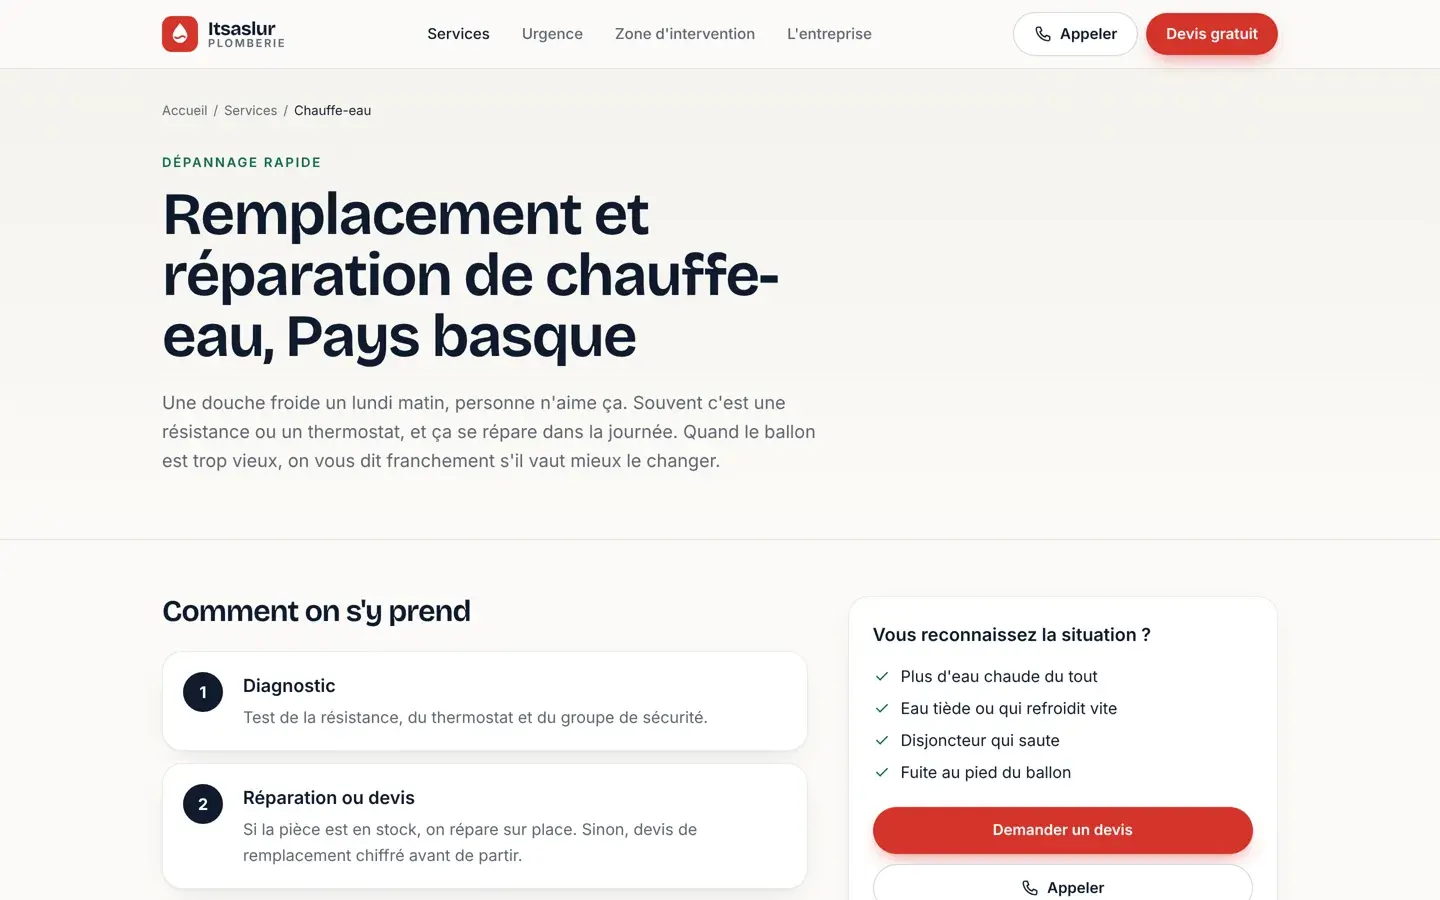 Itsaslur
PLOMBERIE
Services
Urgence
Zone d'intervention
L'entreprise
Appeler
Devis gratuit
Accueil / Services / Chauffe-eau
DÉPANNAGE RAPIDE
Remplacement et
réparation de chauffe-
eau, Pays basque
Une douche froide un lundi matin, personne n'aime ça. Souvent c'est une
résistance ou un thermostat, et ça se répare dans la journée. Quand le ballon
est trop vieux, on vous dit franchement s'il vaut mieux le changer.
Comment on s'y prend
1
Diagnostic
Test de la résistance, du thermostat et du groupe de sécurité.
2
Réparation ou devis
Si la pièce est en stock, on répare sur place. Sinon, devis de
remplacement chiffré avant de partir.
Vous reconnaissez la situation ?
Plus d'eau chaude du tout
Eau tiède ou qui refroidit vite
Disjoncteur qui saute
Fuite au pied du ballon
Demander un devis
Appeler